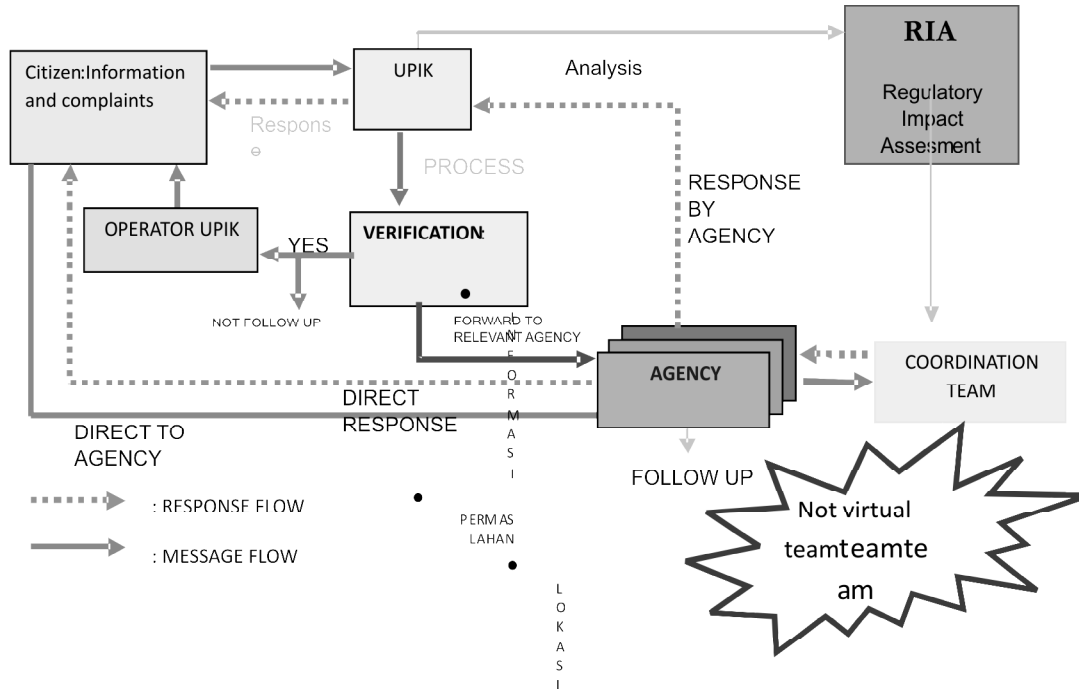 RIA
Regulatory
Impact
Assesment
Citizen:Information
and complaints
UPIK
Analysis
Respons
e
PROCESS
RESPONSE
BY
AGENCY
OPERATOR UPIK
YES
VERIFICATION:
NOT FOLLOW UP
FORWARD TO
RELEVANT AGENCY
INFORMASI
AGENCY
COORDINATION
TEAM
DIRECT
RESPONSE
DIRECT TO
AGENCY
FOLLOW UP
: RESPONSE FLOW
: MESSAGE FLOW
PERMAS
LAHAN
LOKASI
Not virtual
teamteamte
am